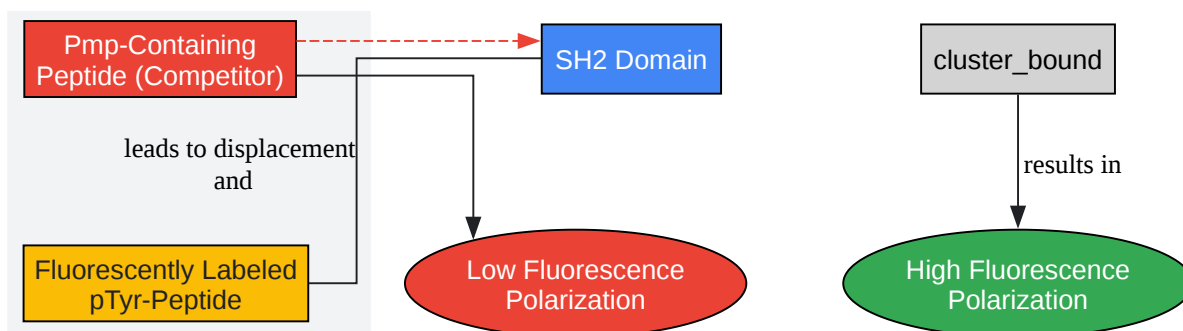 Pmp-Containing
Peptide (Competitor)
SH2 Domain
cluster_bound
leads to displacement
and
results in
Fluorescently Labeled
pTyr-Peptide
Low Fluorescence
Polarization
High Fluorescence
Polarization